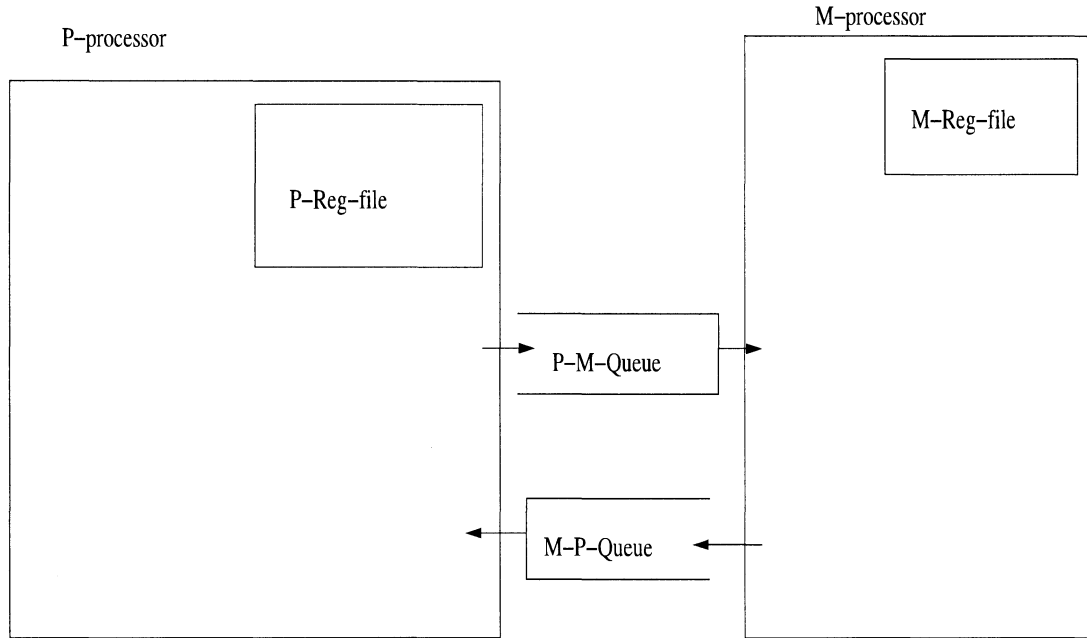 P–processor
M–processor
P–Reg–file
M–Reg–file
P–M–Queue
M–P–Queue